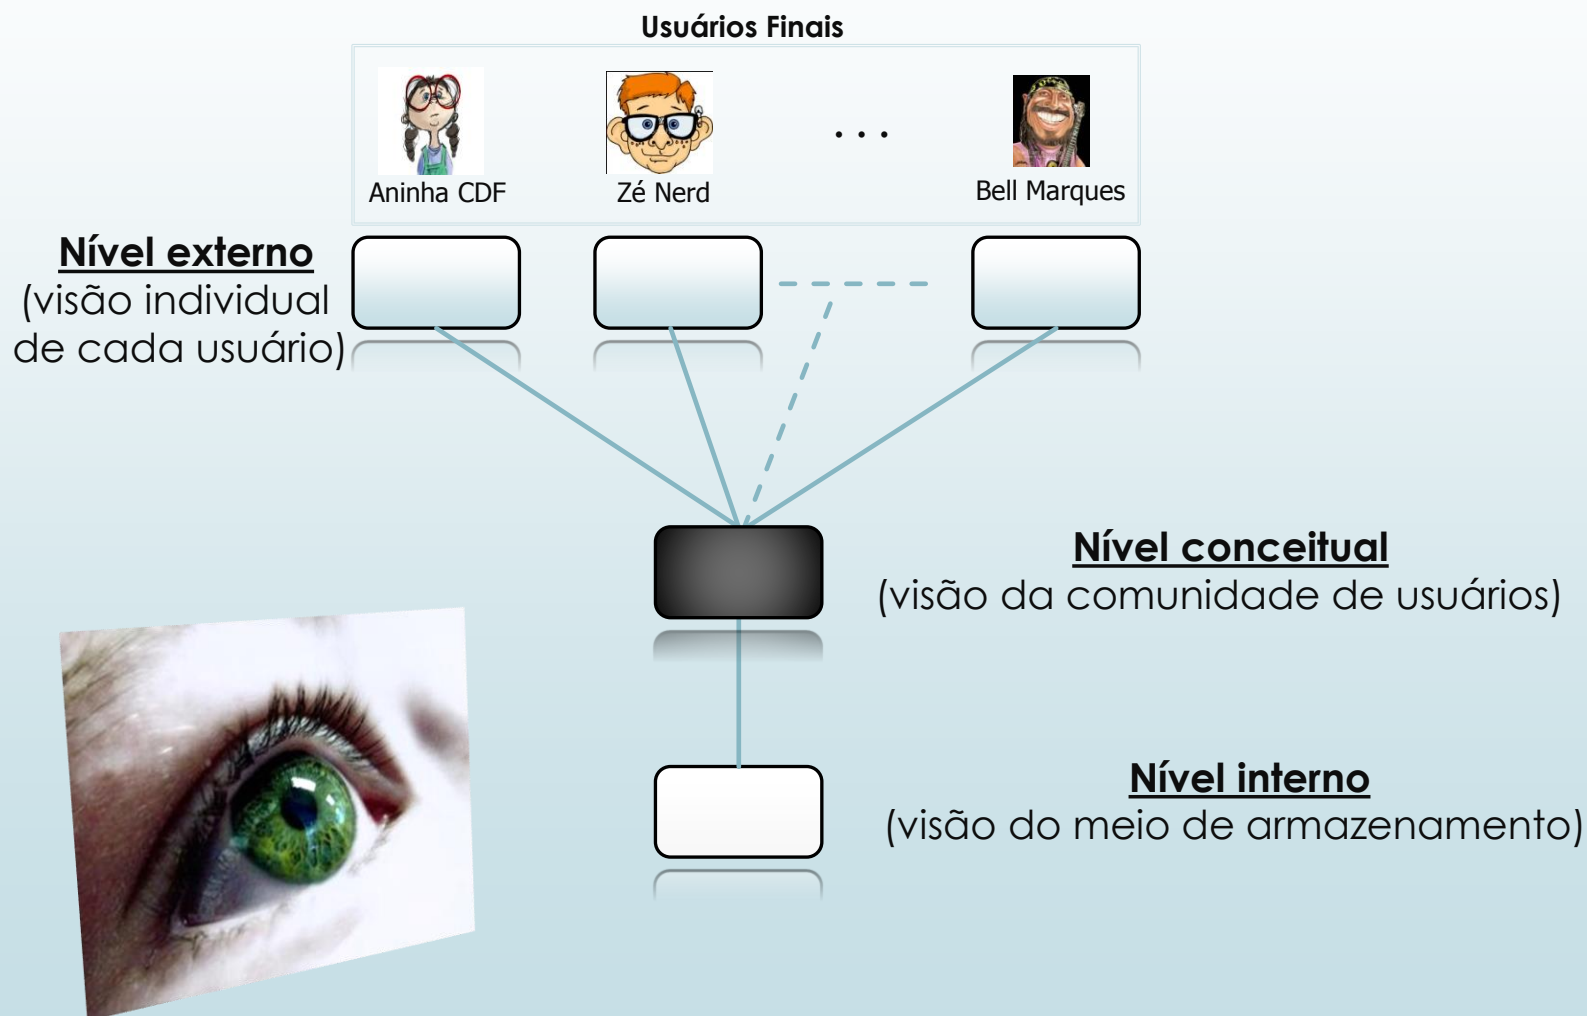 Usuários Finais
. . .
Aninha CDF
Zé Nerd
Bell Marques
Nível externo
(visão individual
de cada usuário)
Nível conceitual
(visão da comunidade de usuários)
Nível interno
(visão do meio de armazenamento)